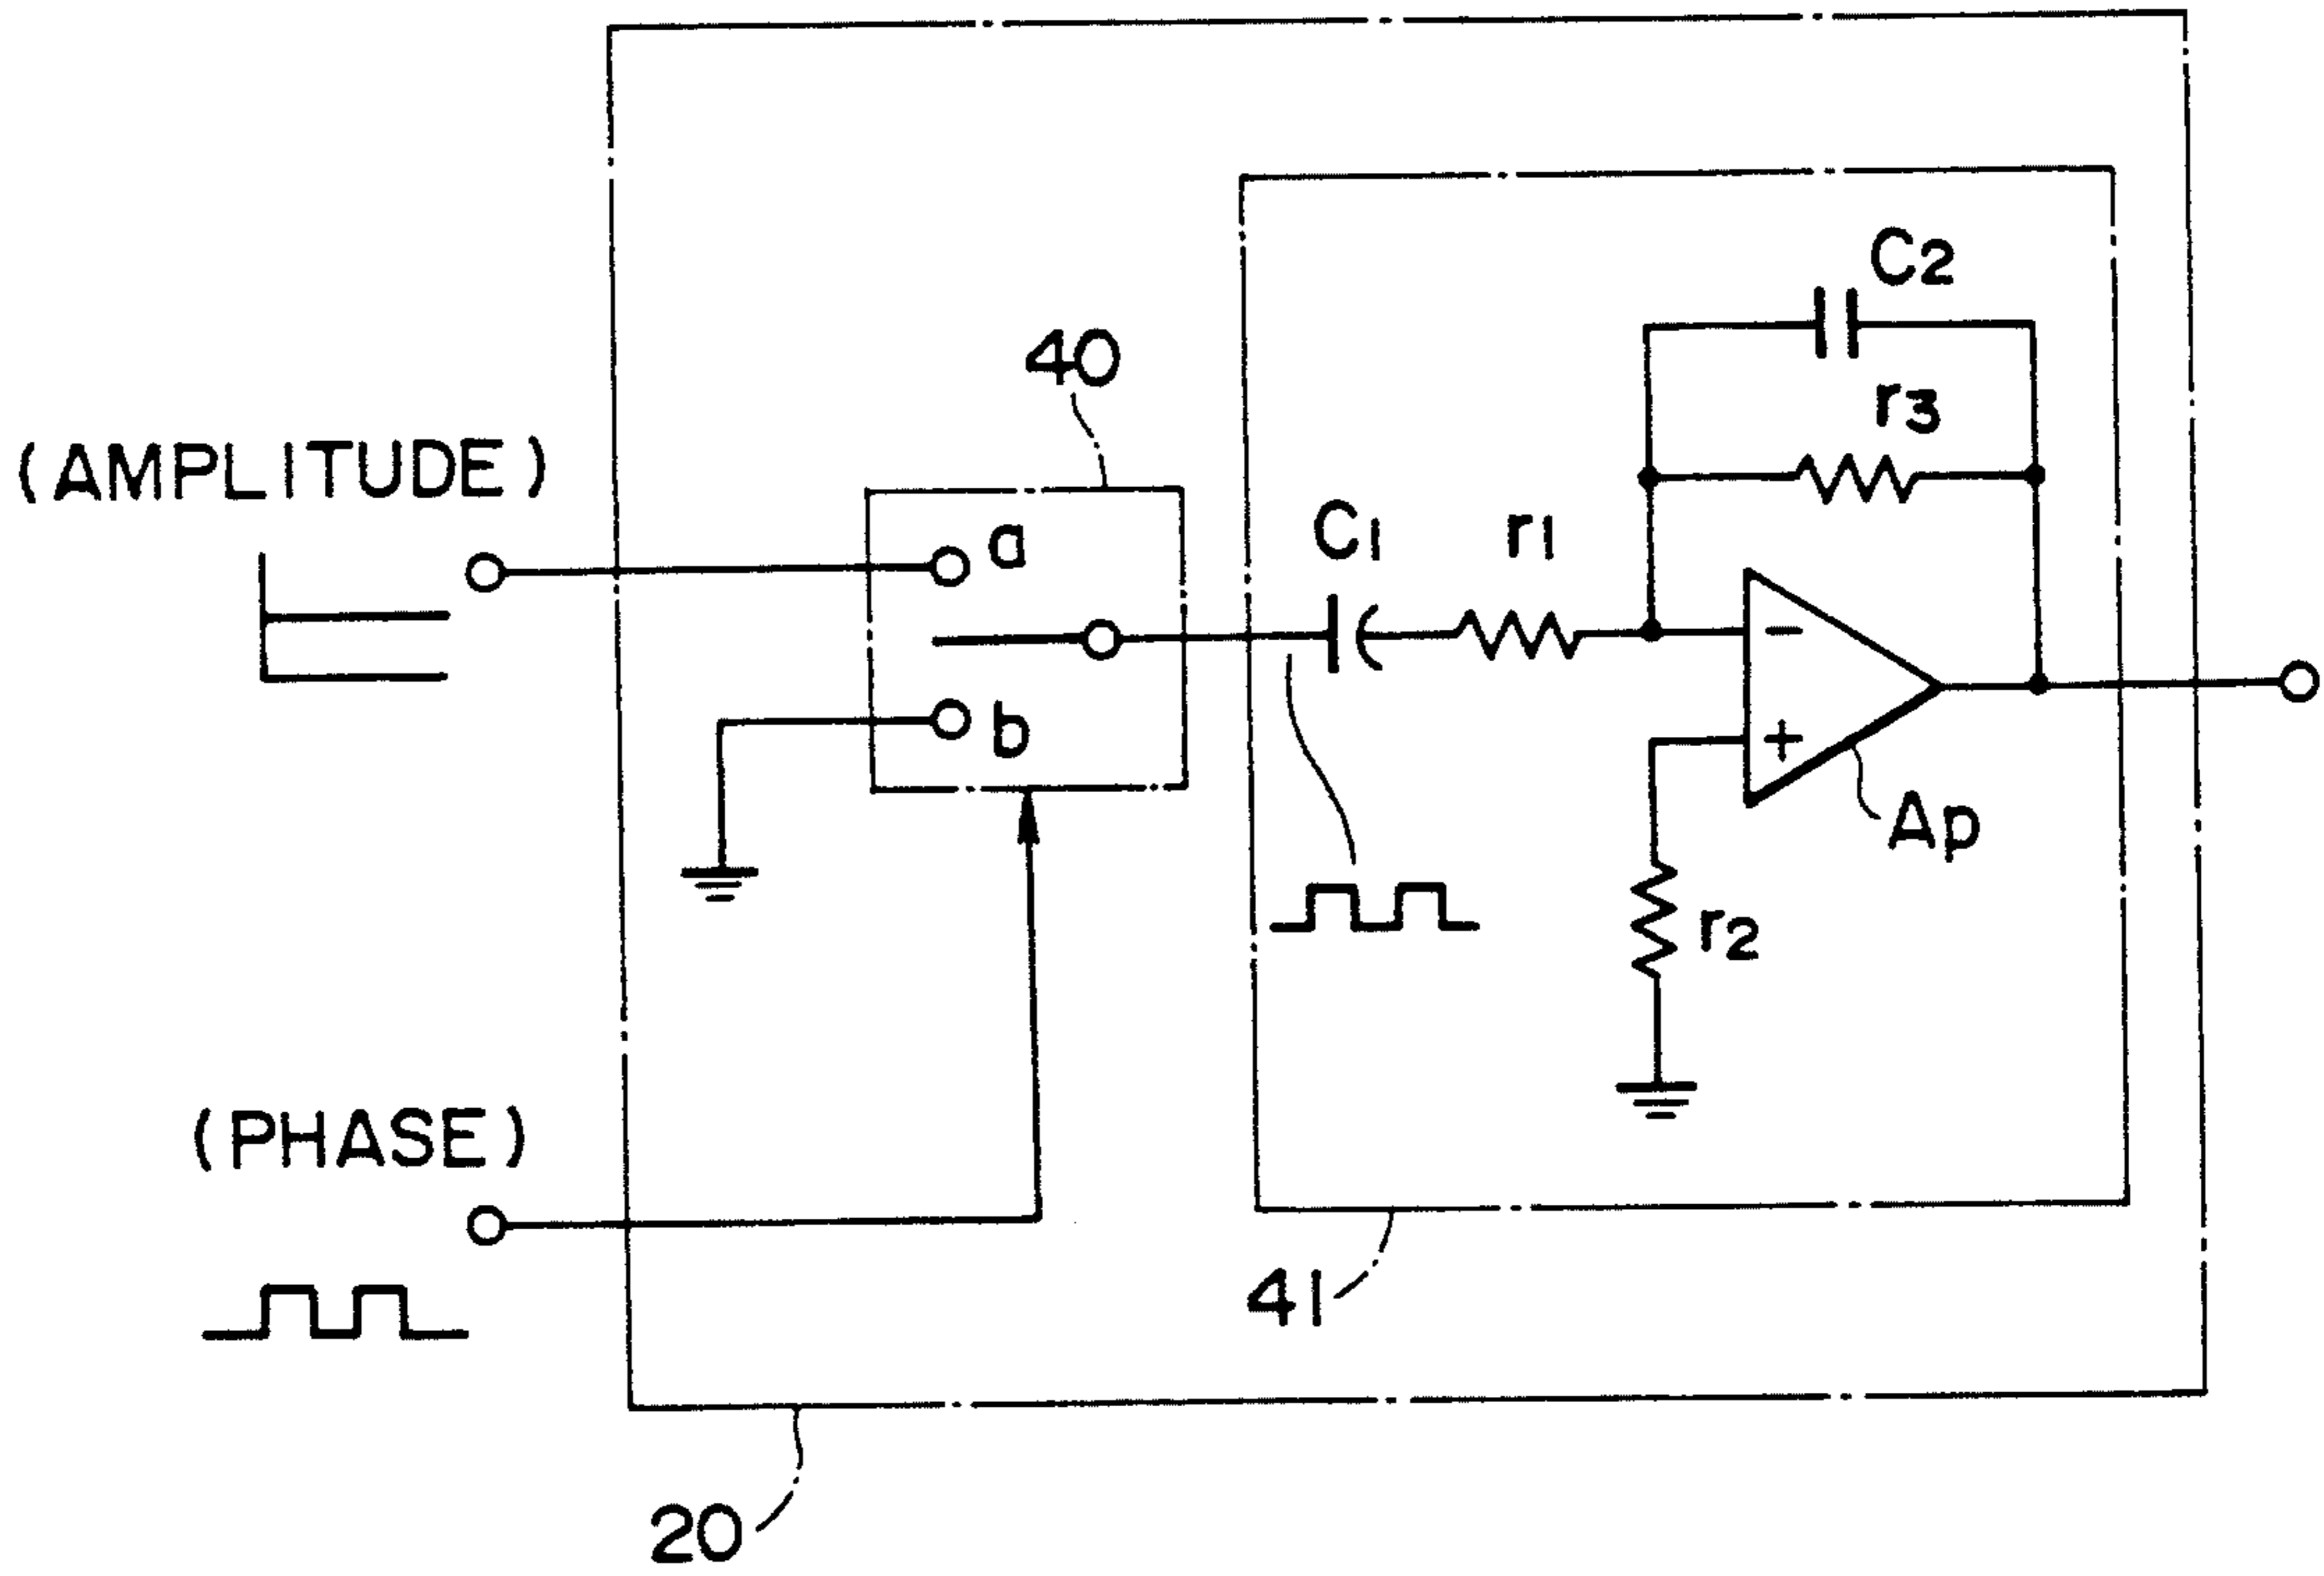 C2
40
r3
(AMPLITUDE)
a
C1
r1
−
b
+
Ap
r2
(PHASE)
41
20